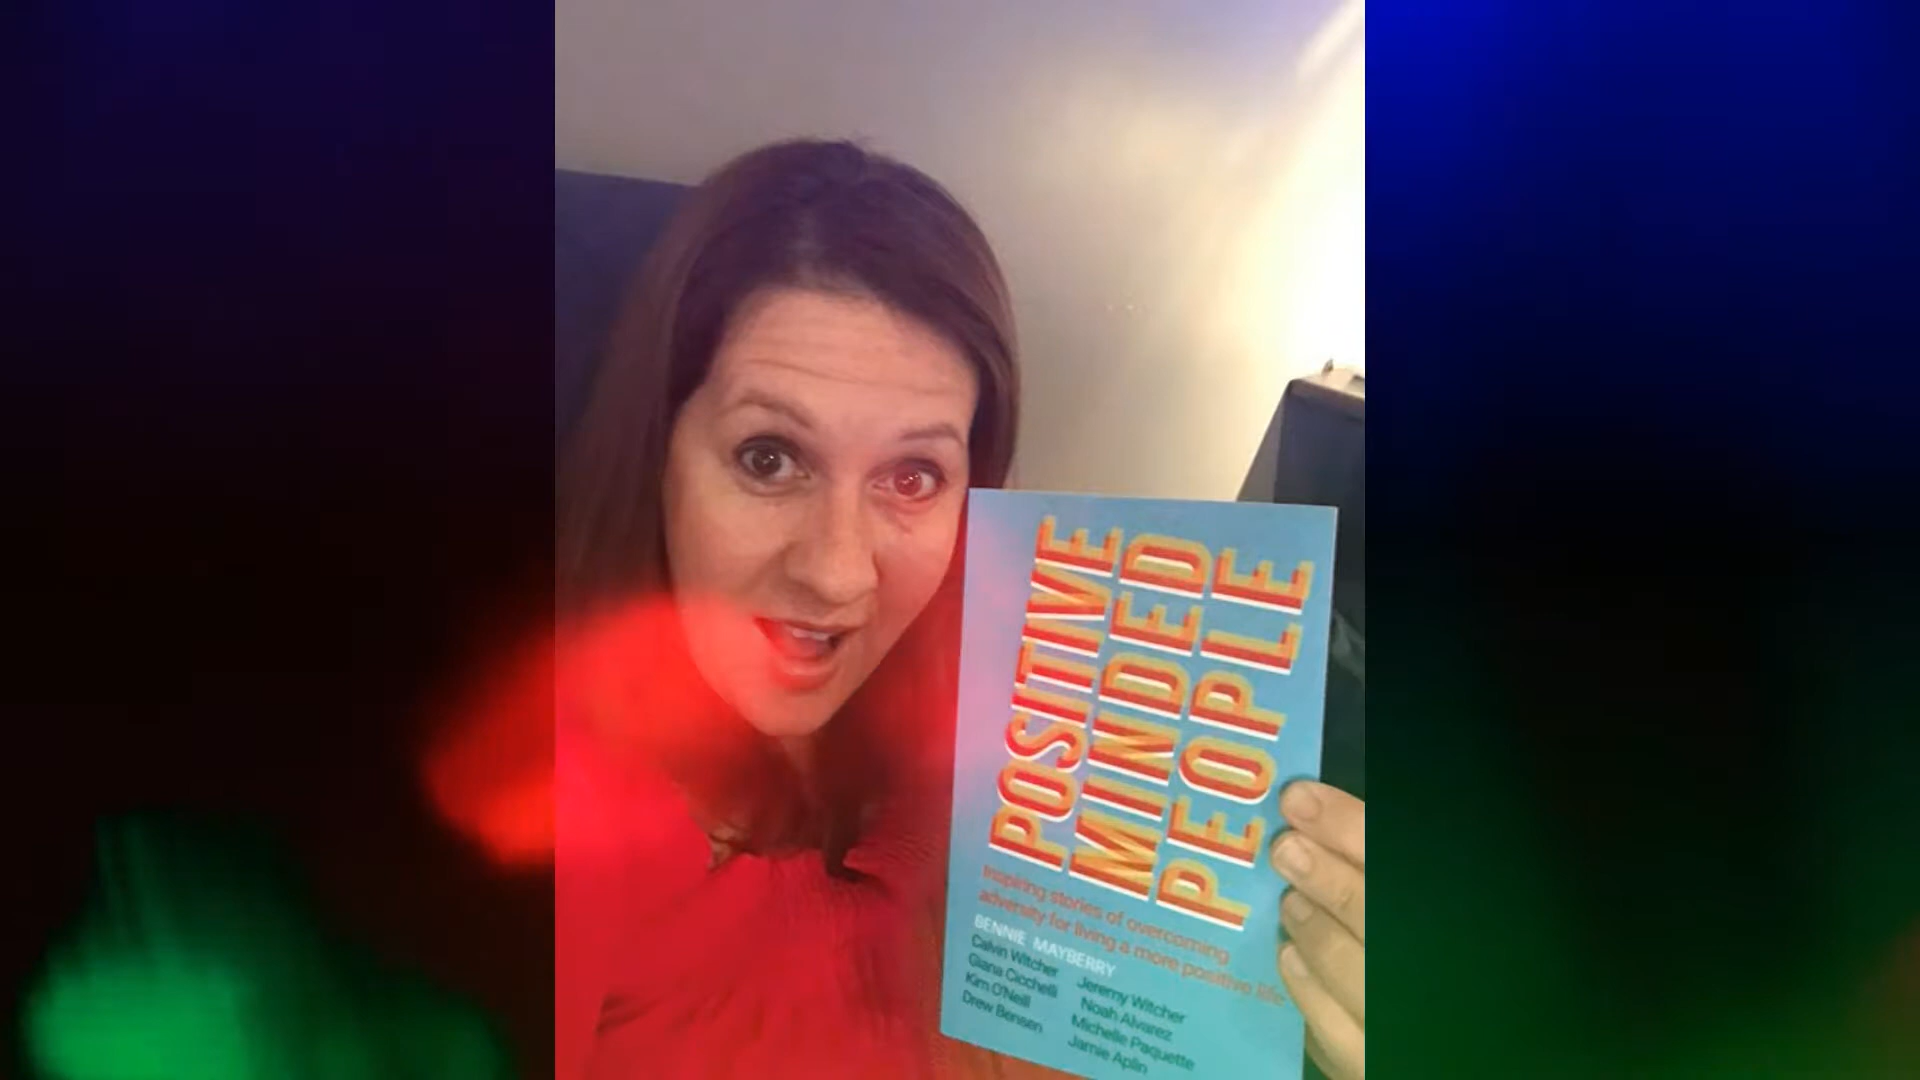 POSITIVE
MINDED
PEOPLE
Inspiring stories of overcoming
adversity for living a more positive life
BENNIE MAYBERRY
Calvin Witcher
Giana Cicchelli
Kim O'Neill
Drew Bensen
Jeremy Witcher
Noah Alvarez
Michelle Paquette
Jamie Aplin